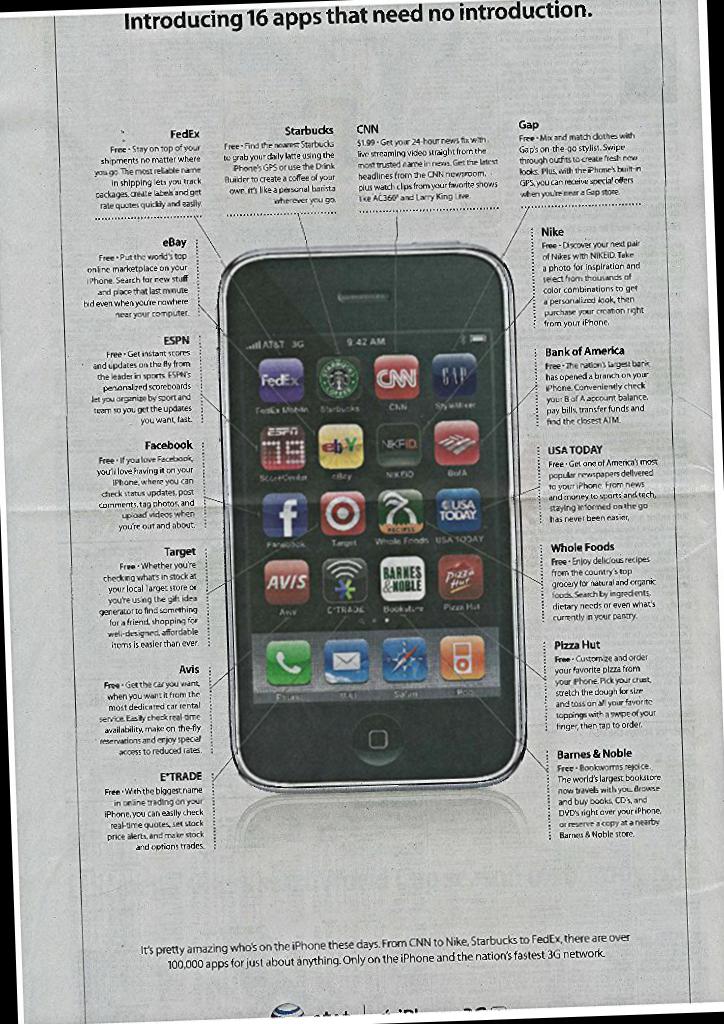 Introducing 16 apps that need no introduction.
FedEx
Free • Stay on top of your
shipments no matter where
you go. The most reliable name
in shipping lets you track
packages, create labels and get
rate quotes quickly and easily.
Starbucks
Free • Find the nearest Starbucks
to grab your daily latte using the
iPhone's GPS or use the Drink
Builder to create a coffee of your
own. It's like a personal barista
wherever you go.
CNN
$1.99 • Get your 24-hour news fix with
live streaming video straight from the
most trusted name in news. Get the latest
headlines from the CNN newsroom,
plus watch clips from your favorite shows
like AC360° and Larry King Live.
Gap
Free • Mix and match clothes with
Gap's on-the-go stylist. Swipe
through outfits to create fresh new
looks. Plus, with the iPhone's built-in
GPS, you can receive special offers
when you're near a Gap store.
eBay
Free • Put the world's top
online marketplace on your
iPhone. Search for new stuff
and place that last minute
bid even when you're nowhere
near your computer.
ESPN
Free • Get instant scores
and updates on the fly from
the leader in sports. ESPN's
personalized scoreboards
let you organize by sport and
team so you get the updates
you want, fast.
Facebook
Free • If you love Facebook,
you'll love having it on your
iPhone, where you can
check status updates, post
comments, tag photos, and
upload videos when
you're out and about.
Target
Free • Whether you're
checking what's in stock at
your local Target store or
you're using the gift idea
generator to find something
for a friend, shopping for
well-designed, affordable
items is easier than ever.
Avis
Free • Get the car you want,
when you want it from the
most dedicated car rental
service. Easily check real-time
availability, make on-the-fly
reservations and enjoy special
access to reduced rates.
E*TRADE
Free • With the biggest name
in online trading on your
iPhone, you can easily check
real-time quotes, set stock
price alerts, and make stock
and options trades.
AT&T 3G 9:42 AM
FedEx STARBUCKS COFFEE CNN GAP
FedEx Mobile Starbucks CNN StyleMixer
ESPN ebY NIKEiD.
ScoreCenter eBay NIKEiD BofA
f RECIPES USA TODAY
Facebook Target Whole Foods USA TODAY
AVIS BARNES &NOBLE Pizza Hut
Avis E*TRADE Bookstore Pizza Hut
Phone Mail Safari iPod
Nike
Free • Discover your next pair
of Nikes with NIKEiD. Take
a photo for inspiration and
select from thousands of
color combinations to get
a personalized look, then
purchase your creation right
from your iPhone.
Bank of America
Free • The nation's largest bank
has opened a branch on your
iPhone. Conveniently check
your B of A account balance,
pay bills, transfer funds and
find the closest ATM.
USA TODAY
Free • Get one of America's most
popular newspapers delivered
to your iPhone. From news
and money to sports and tech,
staying informed on the go
has never been easier.
Whole Foods
Free • Enjoy delicious recipes
from the country's top
grocery for natural and organic
foods. Search by ingredients,
dietary needs or even what's
currently in your pantry.
Pizza Hut
Free • Customize and order
your favorite pizza from
your iPhone. Pick your crust,
stretch the dough for size
and toss on all your favorite
toppings with a swipe of your
finger, then tap to order.
Barnes & Noble
Free • Bookworms rejoice.
The world's largest bookstore
now travels with you. Browse
and buy books, CD's, and
DVD's right over your iPhone,
or reserve a copy at a nearby
Barnes & Noble store.
It's pretty amazing who's on the iPhone these days. From CNN to Nike, Starbucks to FedEx, there are over
100,000 apps for just about anything. Only on the iPhone and the nation's fastest 3G network.